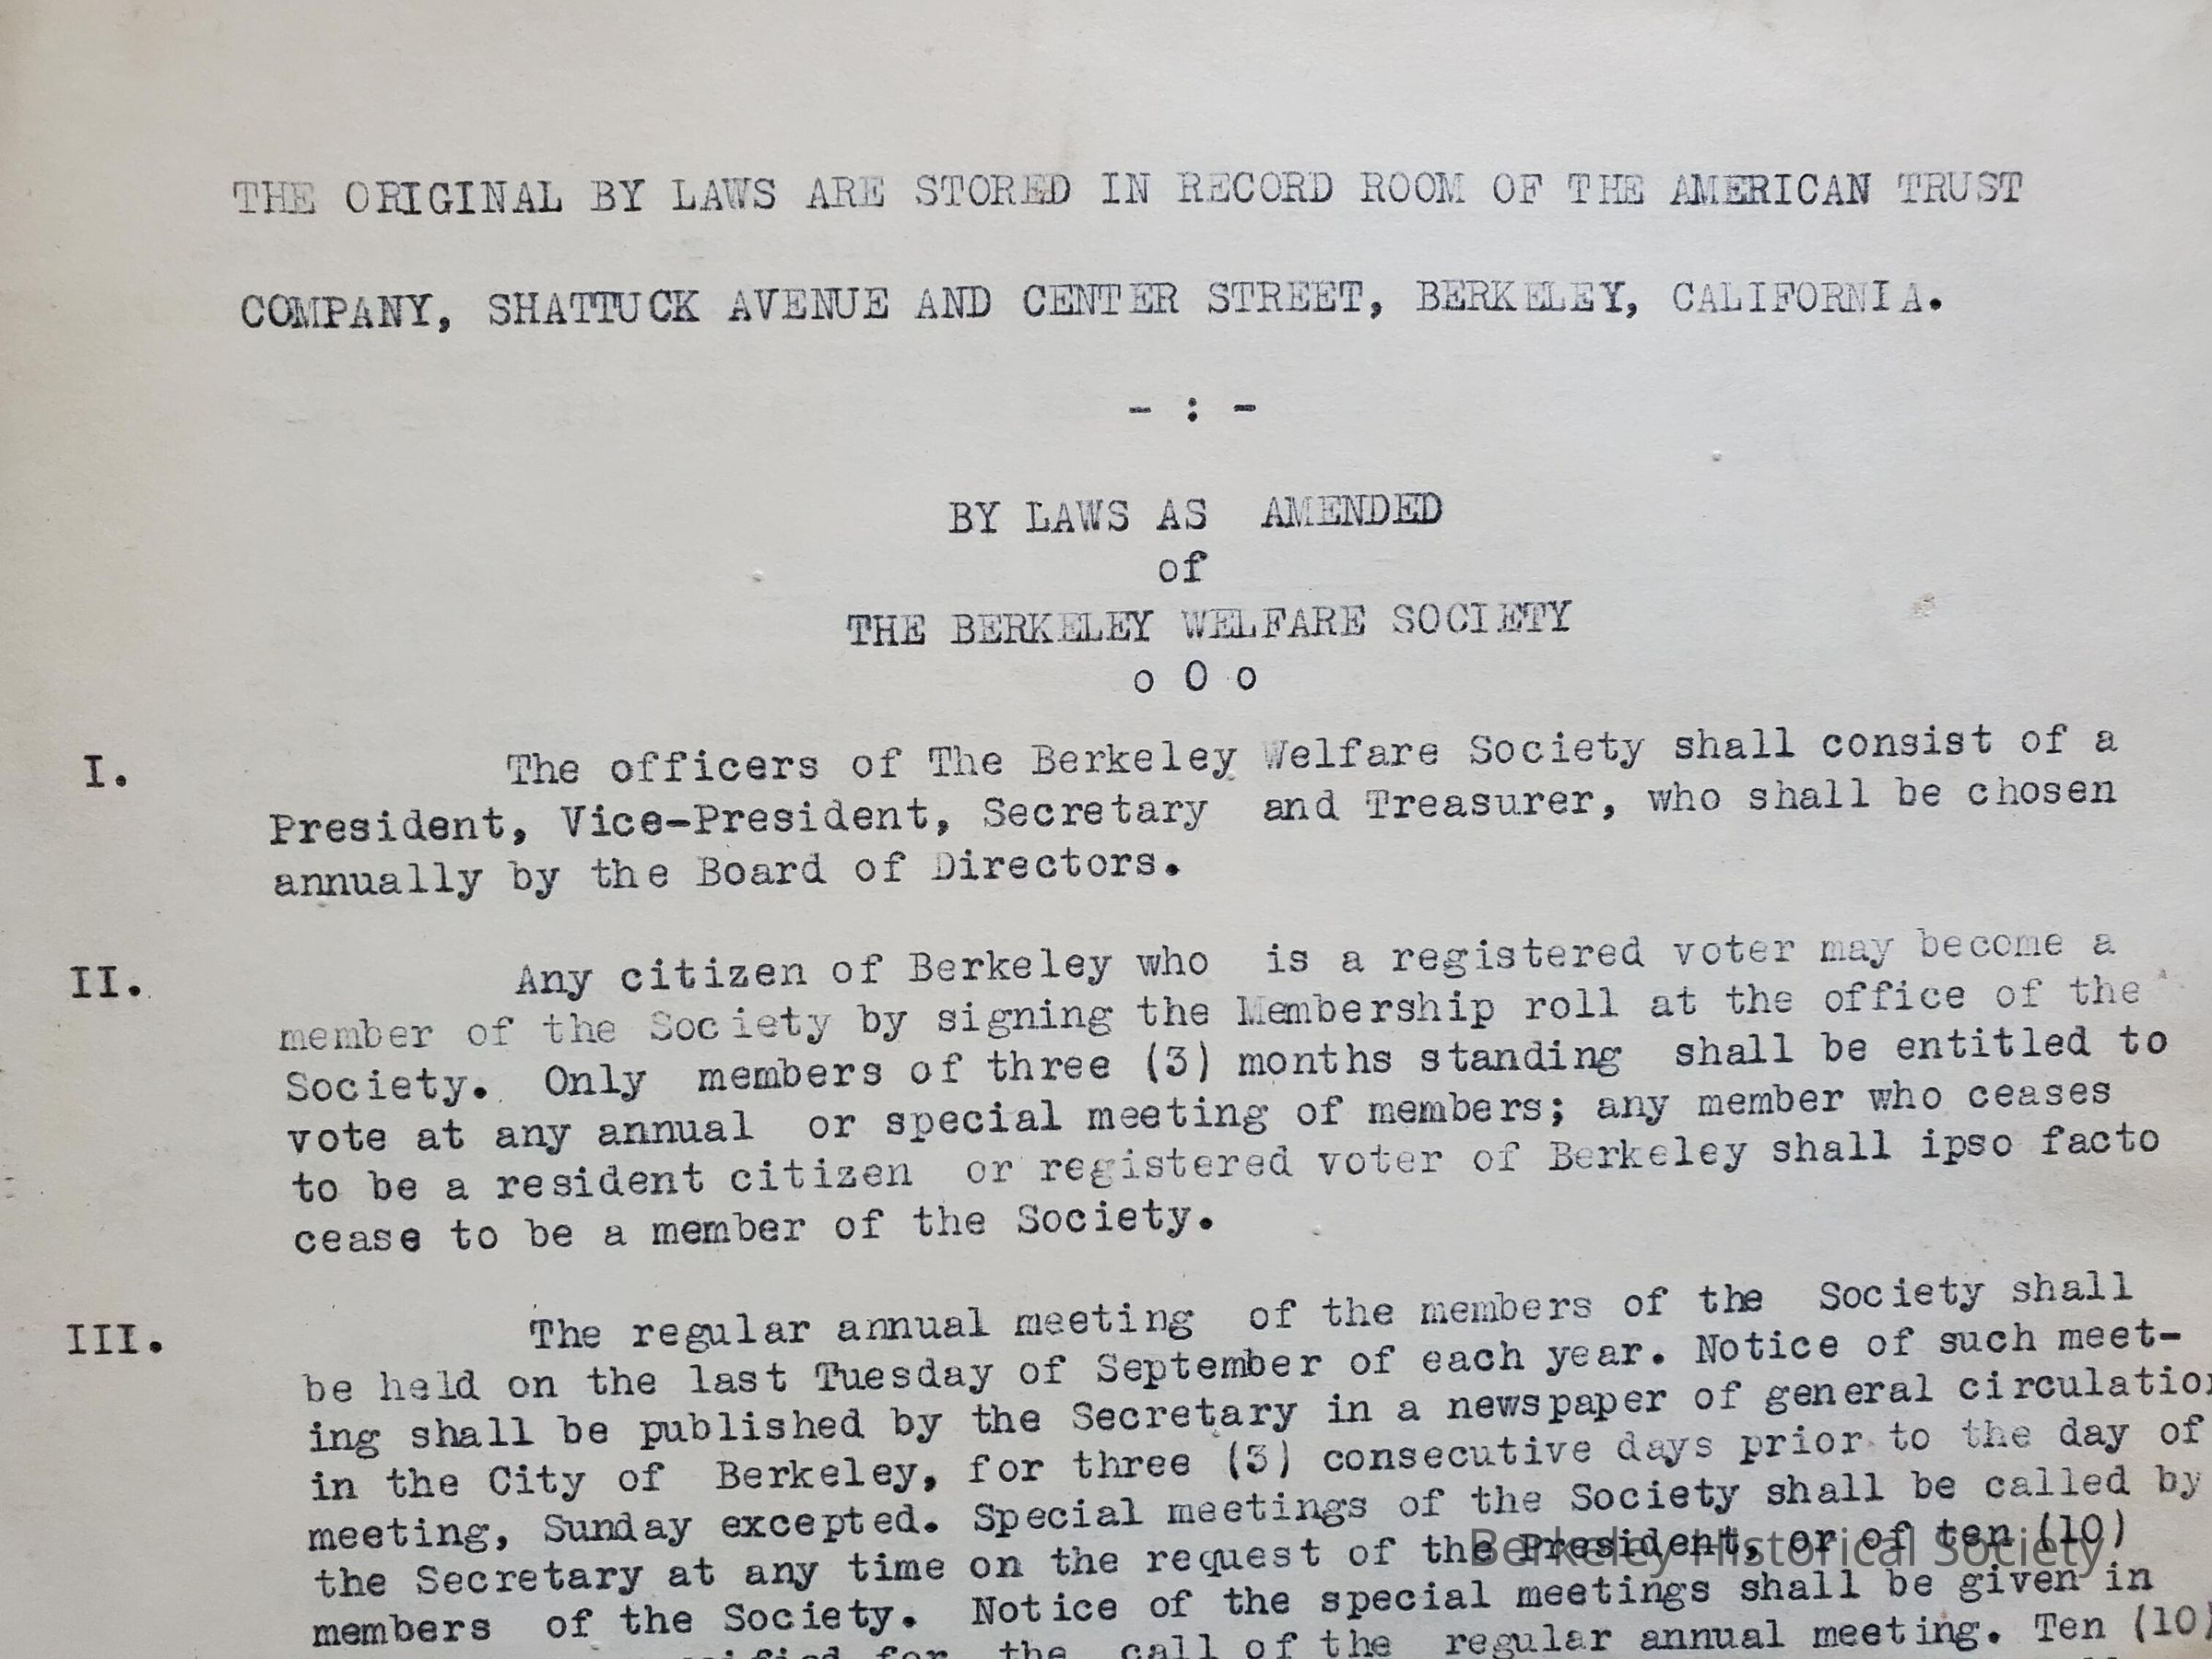 THE ORIGINAL BY LAWS ARE STORED IN RECORD ROOM OF THE AMERICAN TRUST
COMPANY, SHATTUCK AVENUE AND CENTER STREET, BERKELEY, CALIFORNIA.
- : -
BY LAWS AS AMENDED
of
THE BERKELEY WELFARE SOCIETY
o O o
I. The officers of The Berkeley Welfare Society shall consist of a
President, Vice-President, Secretary and Treasurer, who shall be chosen
annually by the Board of Directors.
II. Any citizen of Berkeley who is a registered voter may become a
member of the Society by signing the Membership roll at the office of the
Society. Only members of three (3) months standing shall be entitled to
vote at any annual or special meeting of members; any member who ceases
to be a resident citizen or registered voter of Berkeley shall ipso facto
cease to be a member of the Society.
III. The regular annual meeting of the members of the Society shall
be held on the last Tuesday of September of each year. Notice of such meet-
ing shall be published by the Secretary in a newspaper of general circulation
in the City of Berkeley, for three (3) consecutive days prior to the day of
meeting, Sunday excepted. Special meetings of the Society shall be called by
the Secretary at any time on the request of the President, or of ten (10)
members of the Society. Notice of the special meetings shall be given in
for the call of the regular annual meeting. Ten (10)
Berkeley Historical Society